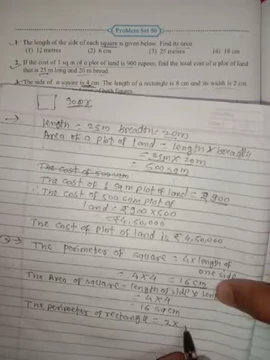 Problem Set 50
1. The length of the side of each square is given below. Find its area
(1) 12 metres (2) 6 cm (3) 25 metres (4) 18 cm
2. If the cost of 1 sq m of a plot of land is 900 rupees, find the total cost of a plot of land
that is 25 m long and 20 m broad.
3. The side of a square is 4 cm. The length of a rectangle is 8 cm and its width is 2 cm.
900₹
→ length = 25m breadth = 20m
Area of a plot of land = length × breadth
= 25m × 20m
= 500 sqm
The cost of 500 sqm
The cost of 1 sqm plot of land = ₹ 900
∴ The cost of 500 sqm plot of
land = ₹ 900 × 500
= ₹ 4,50,000
The cost of plot of land is ₹ 4,50,000.
3 → The perimeter of square = 4 × length of
one side
= 4 × 4 = 16 cm
The Area of square = length of side ×
= 4 × 4
16 sq cm
The perimeter of rectangle = 2 ×